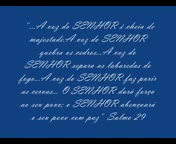 "...A voz do SENHOR é cheia de
majestade.A voz do SENHOR
quebra os cedros...A voz do
SENHOR separa as labaredas do
fogo...A voz do SENHOR faz parir
as cervas... O SENHOR dará força
ao seu povo; o SENHOR abençoará
o seu povo com paz" Salmo 29